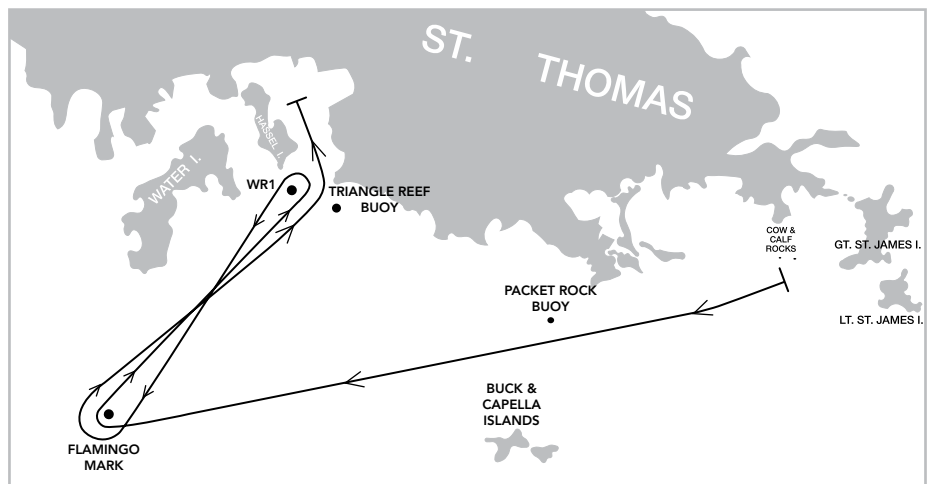 ST. THOMAS
HASSEL I.
WATER I.
WR1
TRIANGLE REEF
BUOY
COW &
CALF
ROCKS
GT. ST. JAMES I.
PACKET ROCK
BUOY
LT. ST. JAMES I.
BUCK &
CAPELLA
ISLANDS
FLAMINGO
MARK